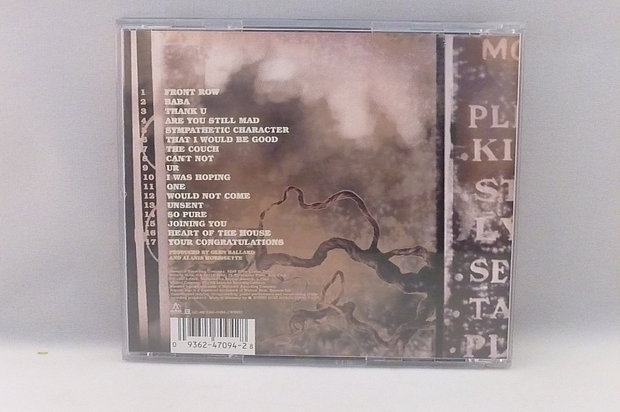 1 FRONT ROW
2 BABA
3 THANK U
4 ARE YOU STILL MAD
5 SYMPATHETIC CHARACTER
6 THAT I WOULD BE GOOD
7 THE COUCH
8 CAN'T NOT
9 UR
10 I WAS HOPING
11 ONE
12 WOULD NOT COME
13 UNSENT
14 SO PURE
15 JOINING YOU
16 HEART OF THE HOUSE
17 YOUR CONGRATULATIONS
PRODUCED BY GLEN BALLARD
AND ALANIS MORISSETTE
0 9362-47094-2 8
MO
PL
KI
ST
EV
SE
TA
PL